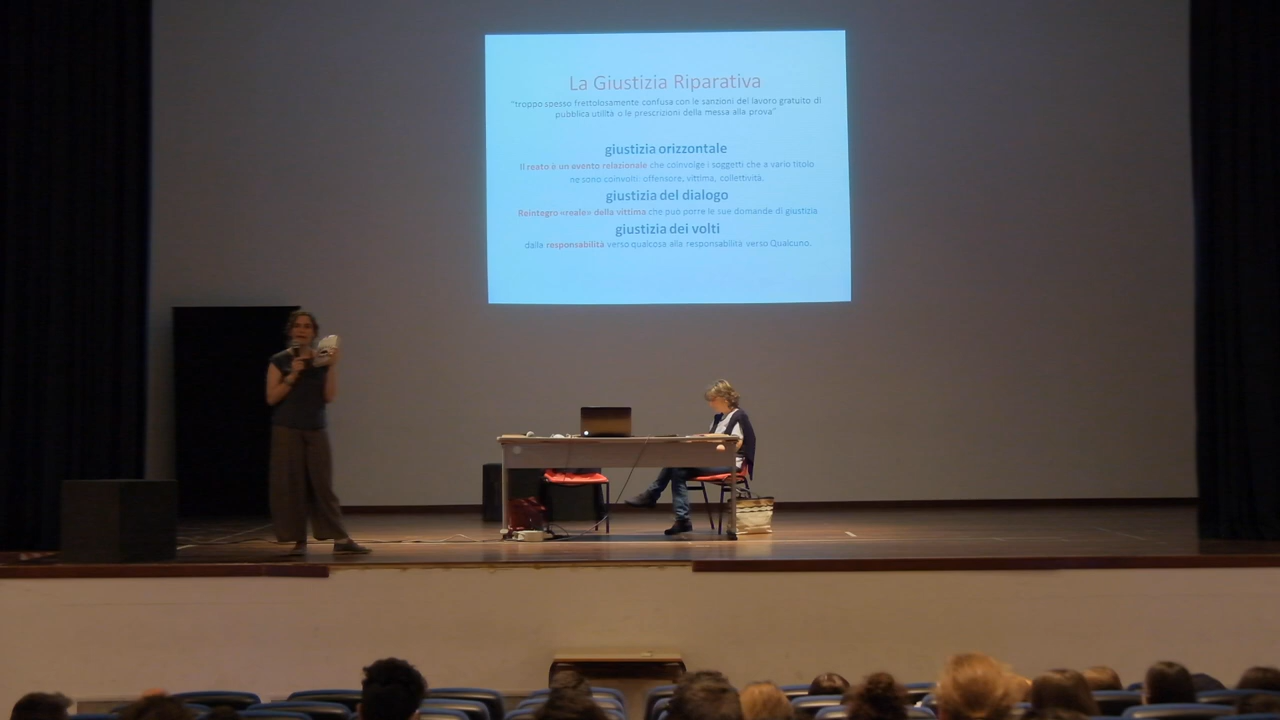 La Giustizia Riparativa
"troppo spesso frettolosamente confusa con le sanzioni del lavoro gratuito di
pubblica utilità o le prescrizioni della messa alla prova"
giustizia orizzontale
Il reato è un evento relazionale che coinvolge i soggetti che a vario titolo
ne sono coinvolti: offensore, vittima, collettività.
giustizia del dialogo
Reintegro «reale» della vittima che può porre le sue domande di giustizia
giustizia dei volti
dalla responsabilità verso qualcosa alla responsabilità verso Qualcuno.